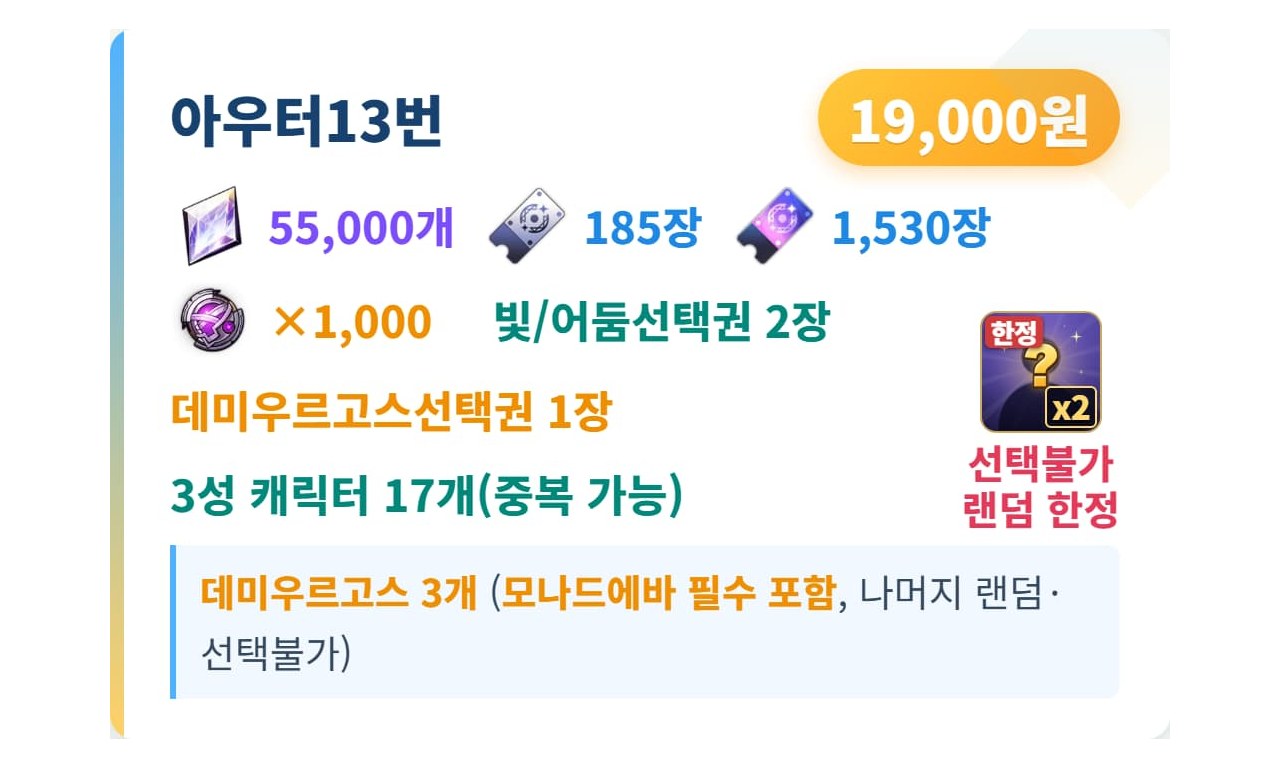 아우터13번
19,000원
55,000개 185장 1,530장
×1,000 빛/어둠선택권 2장
데미우르고스선택권 1장
3성 캐릭터 17개(중복 가능)
한정
?
x2
선택불가
랜덤 한정
데미우르고스 3개 (모나드에바 필수 포함, 나머지 랜덤·
선택불가)